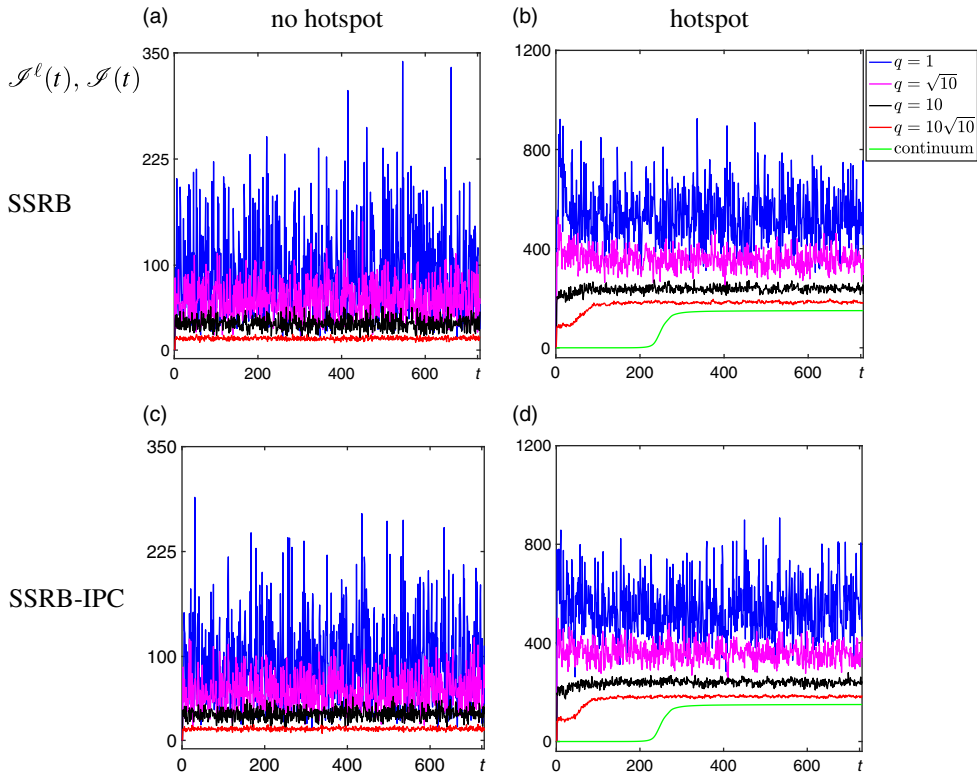 no hotspot
hotspot
(a)
(b)
ℐ^ℓ(t), ℐ(t)
SSRB
350
225
100
0
0
200
400
600
t
1200
800
400
0
0
200
400
600
t
q = 1
q = √10
q = 10
q = 10√10
continuum
(c)
(d)
SSRB-IPC
350
225
100
0
0
200
400
600
t
1200
800
400
0
0
200
400
600
t